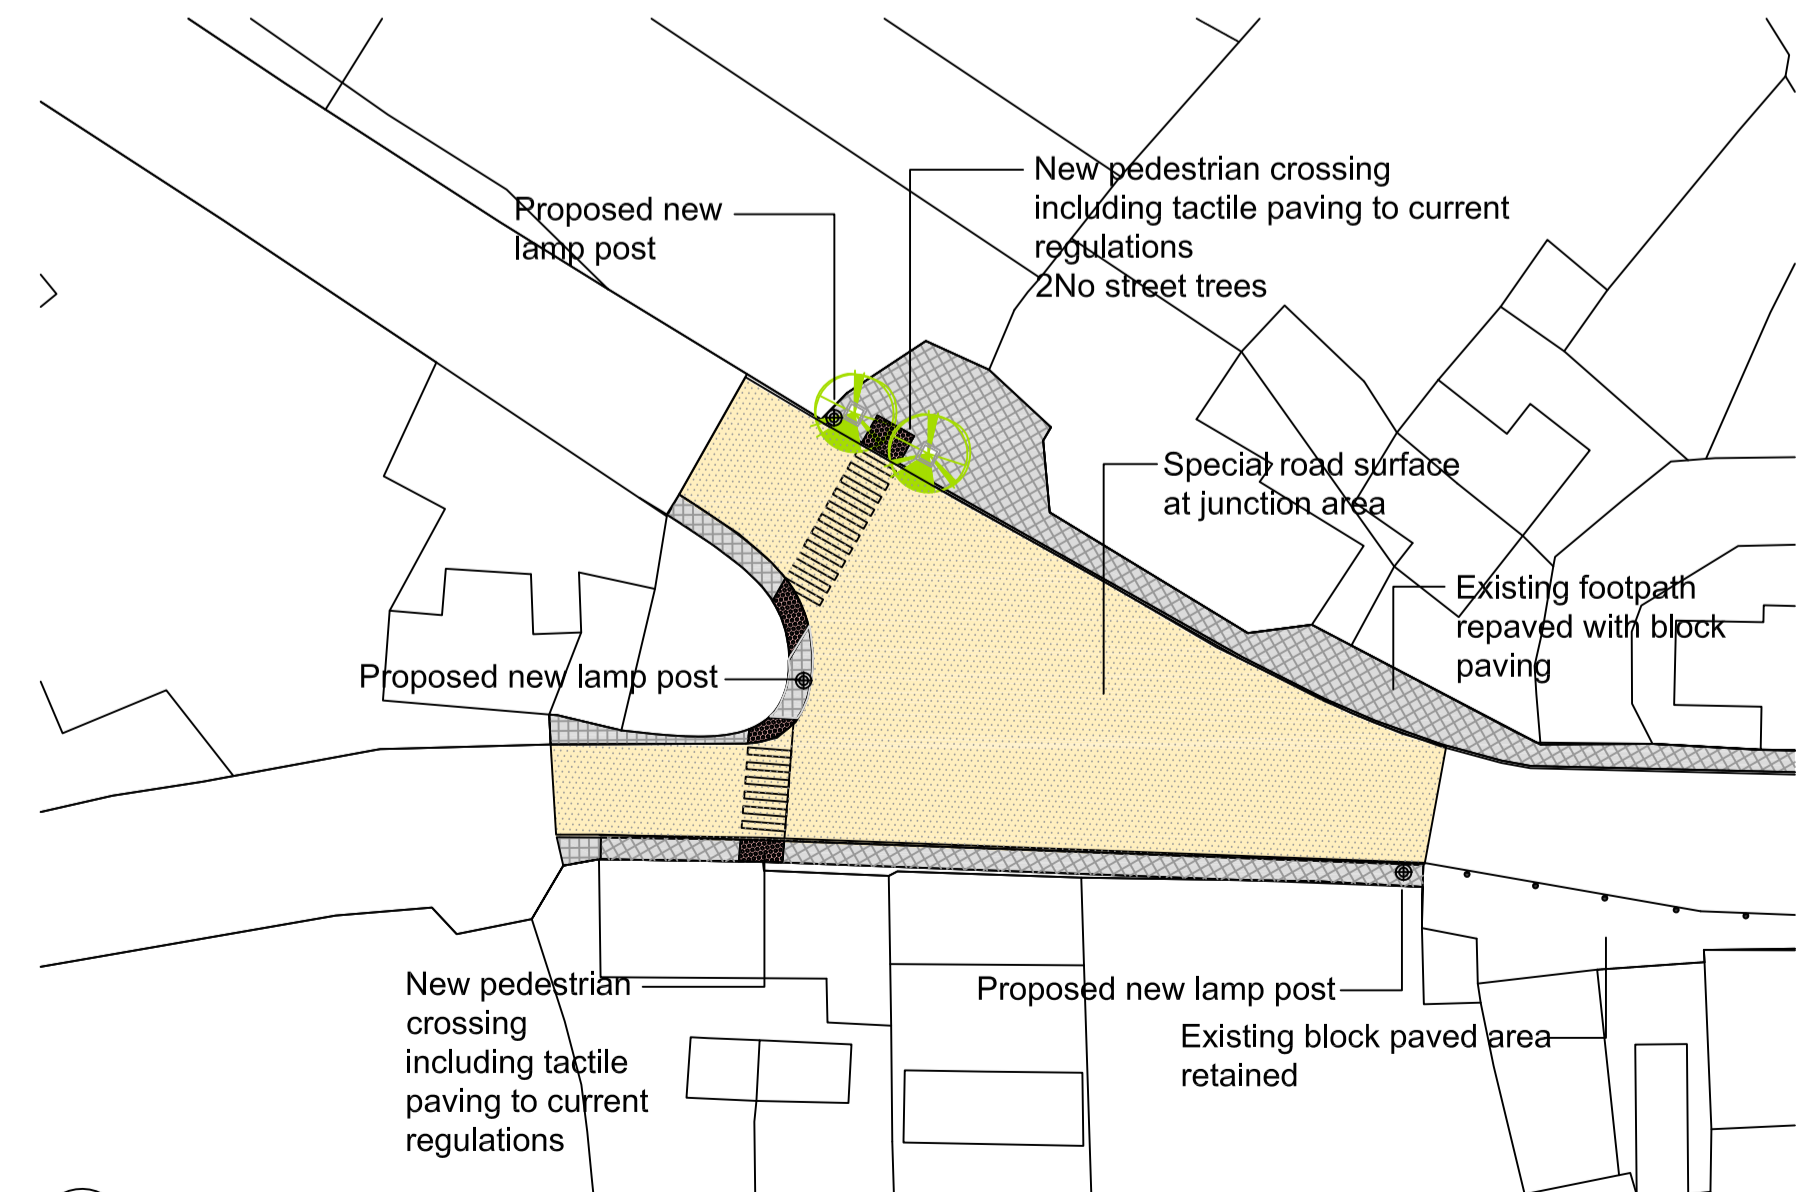 Proposed new
lamp post
New pedestrian crossing
including tactile paving to current
regulations
2No street trees
Special road surface
at junction area
Existing footpath
repaved with block
paving
Proposed new lamp post
New pedestrian
crossing
including tactile
paving to current
regulations
Proposed new lamp post
Existing block paved area
retained